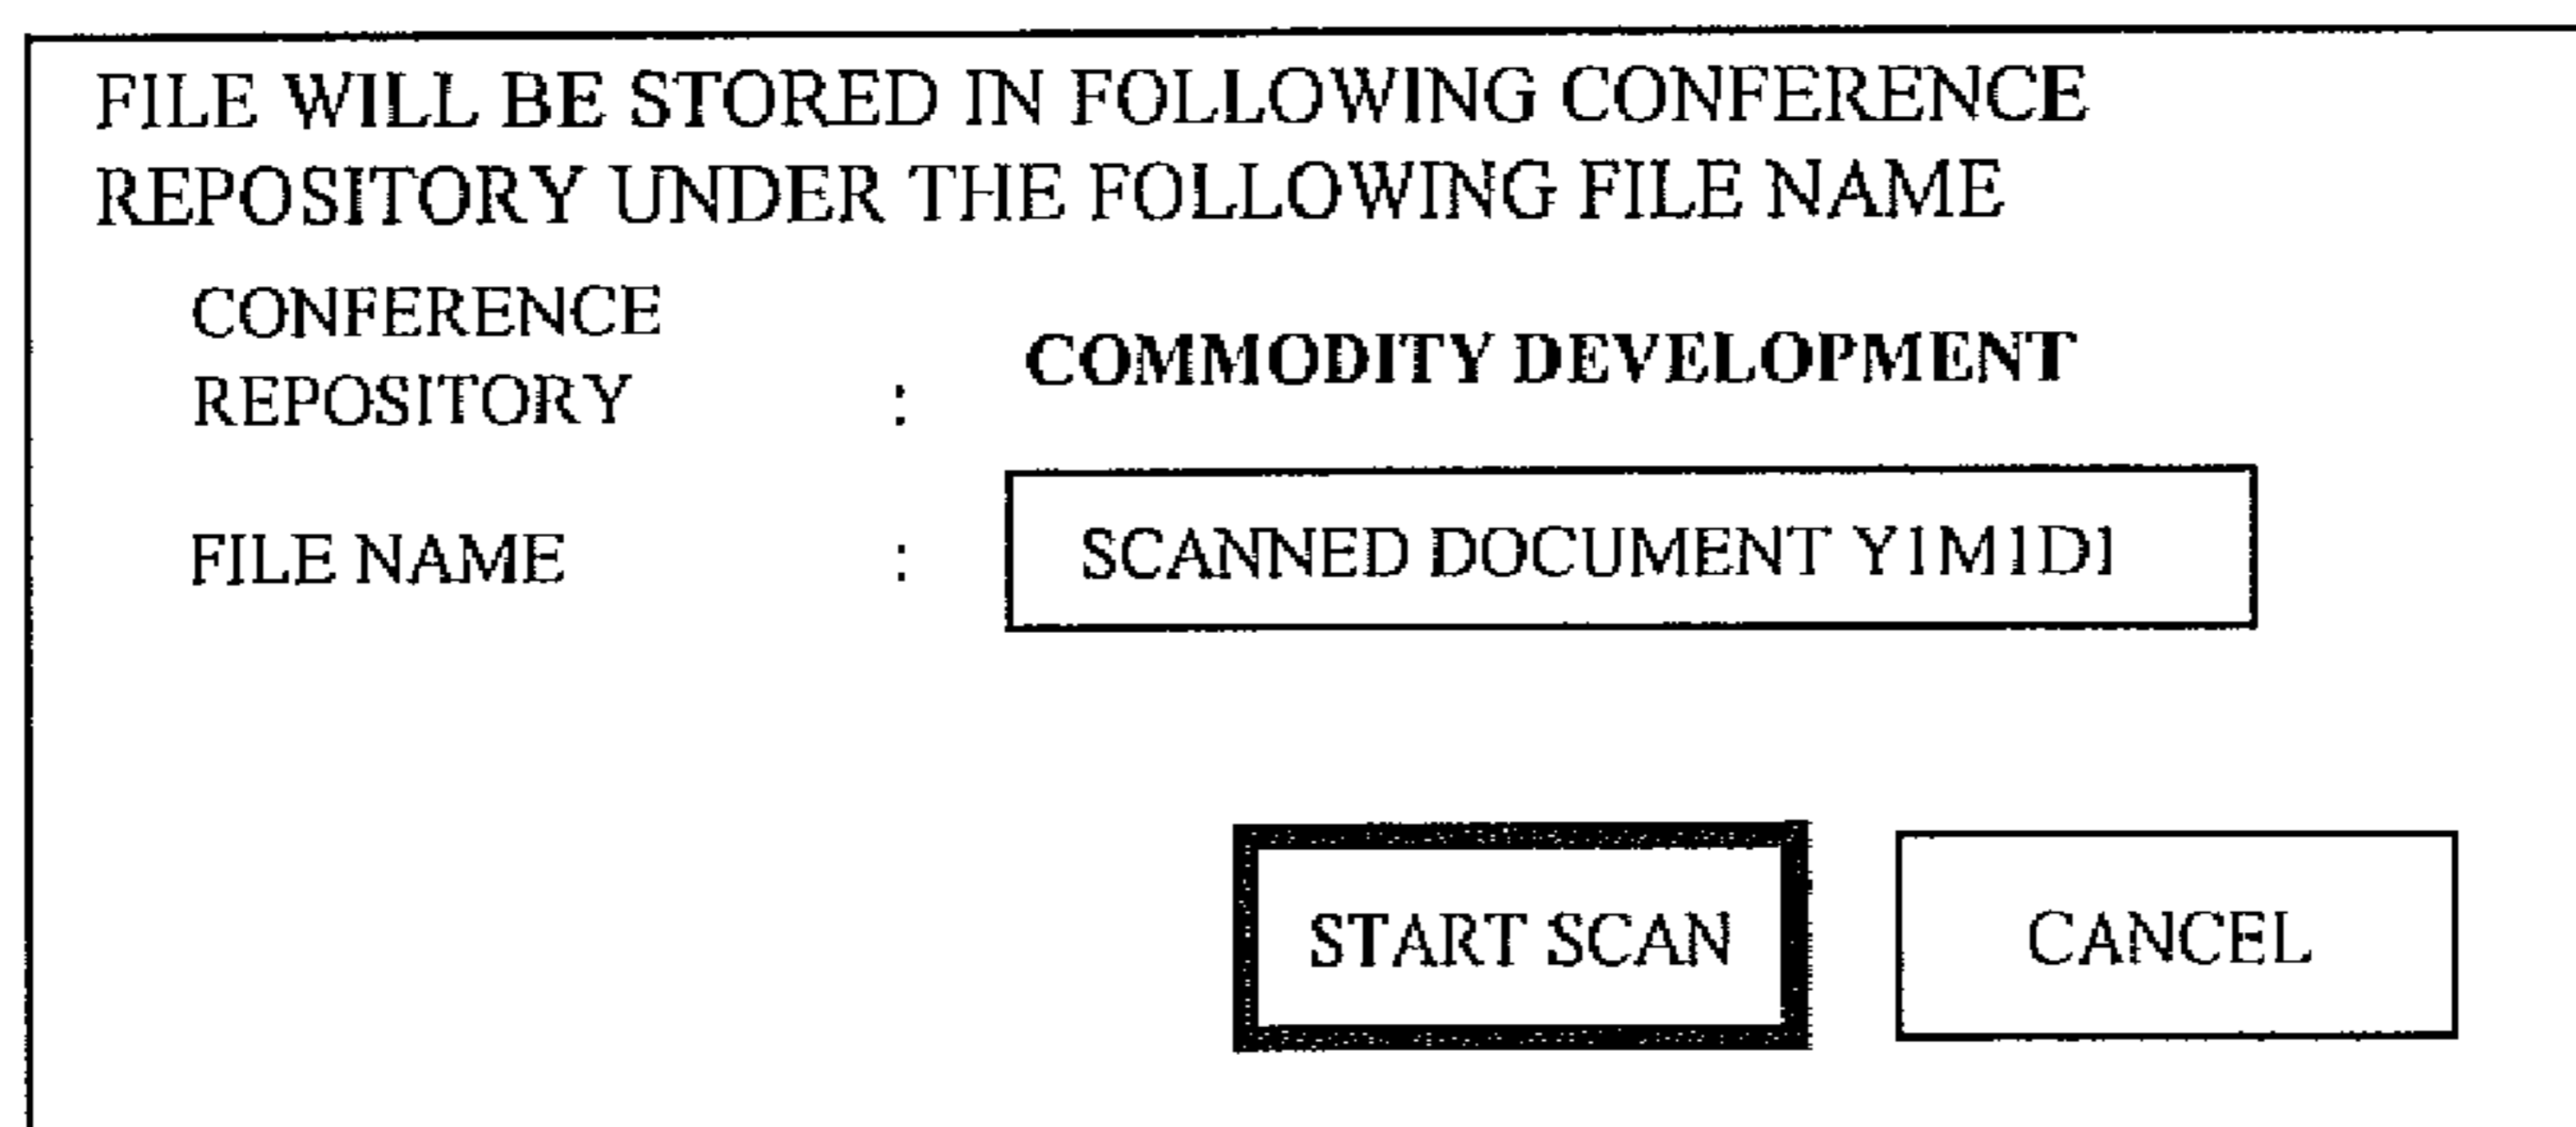 FILE WILL BE STORED IN FOLLOWING CONFERENCE
REPOSITORY UNDER THE FOLLOWING FILE NAME
CONFERENCE
REPOSITORY : COMMODITY DEVELOPMENT
FILE NAME : SCANNED DOCUMENT Y1M1D1
START SCAN CANCEL